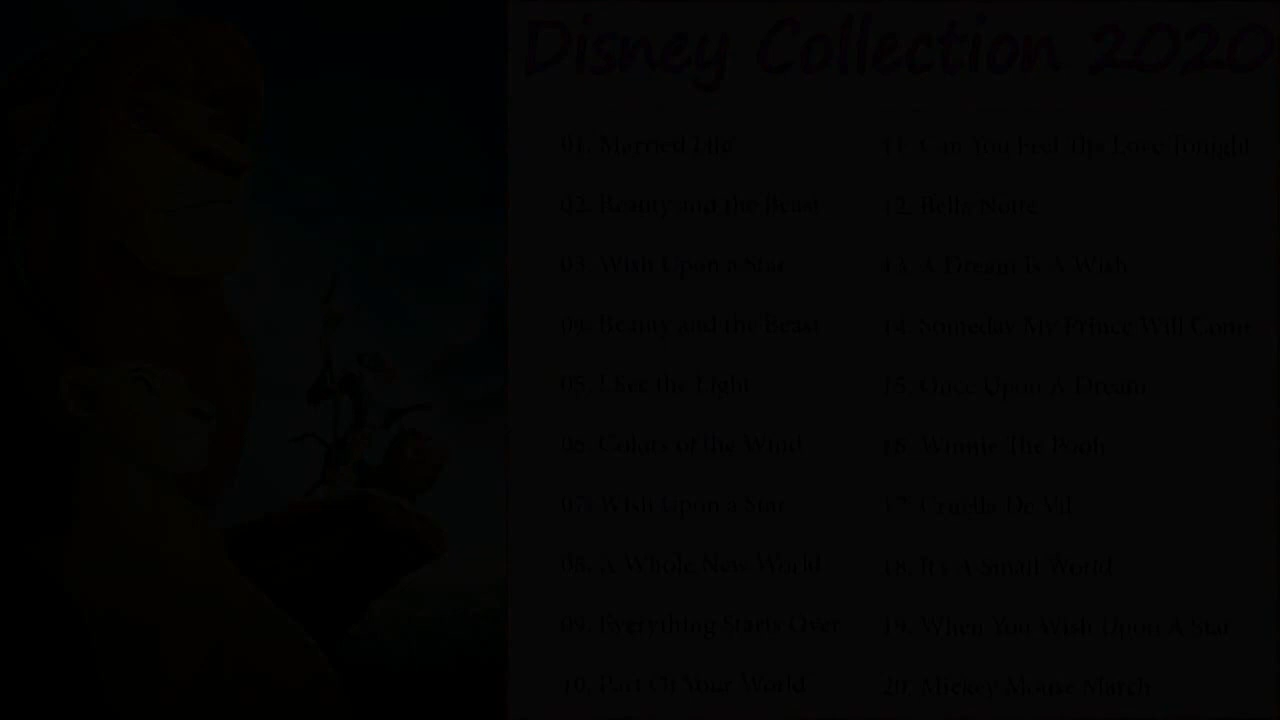 Disney Collection 2020
01. Married Life
02. Beauty and the Beast
03. Wish Upon a Star
04. Beauty and the Beast
05. I See the Light
06. Colors of the Wind
07. Wish Upon a Star
08. A Whole New World
09. Everything Starts Over
10. Part Of Your World
11. Can You Feel The Love Tonight
12. Bella Notte
13. A Dream Is A Wish
14. Someday My Prince Will Come
15. Once Upon A Dream
16. Winnie The Pooh
17. Cruella De Vil
18. It's A Small World
19. When You Wish Upon A Star
20. Mickey Mouse March